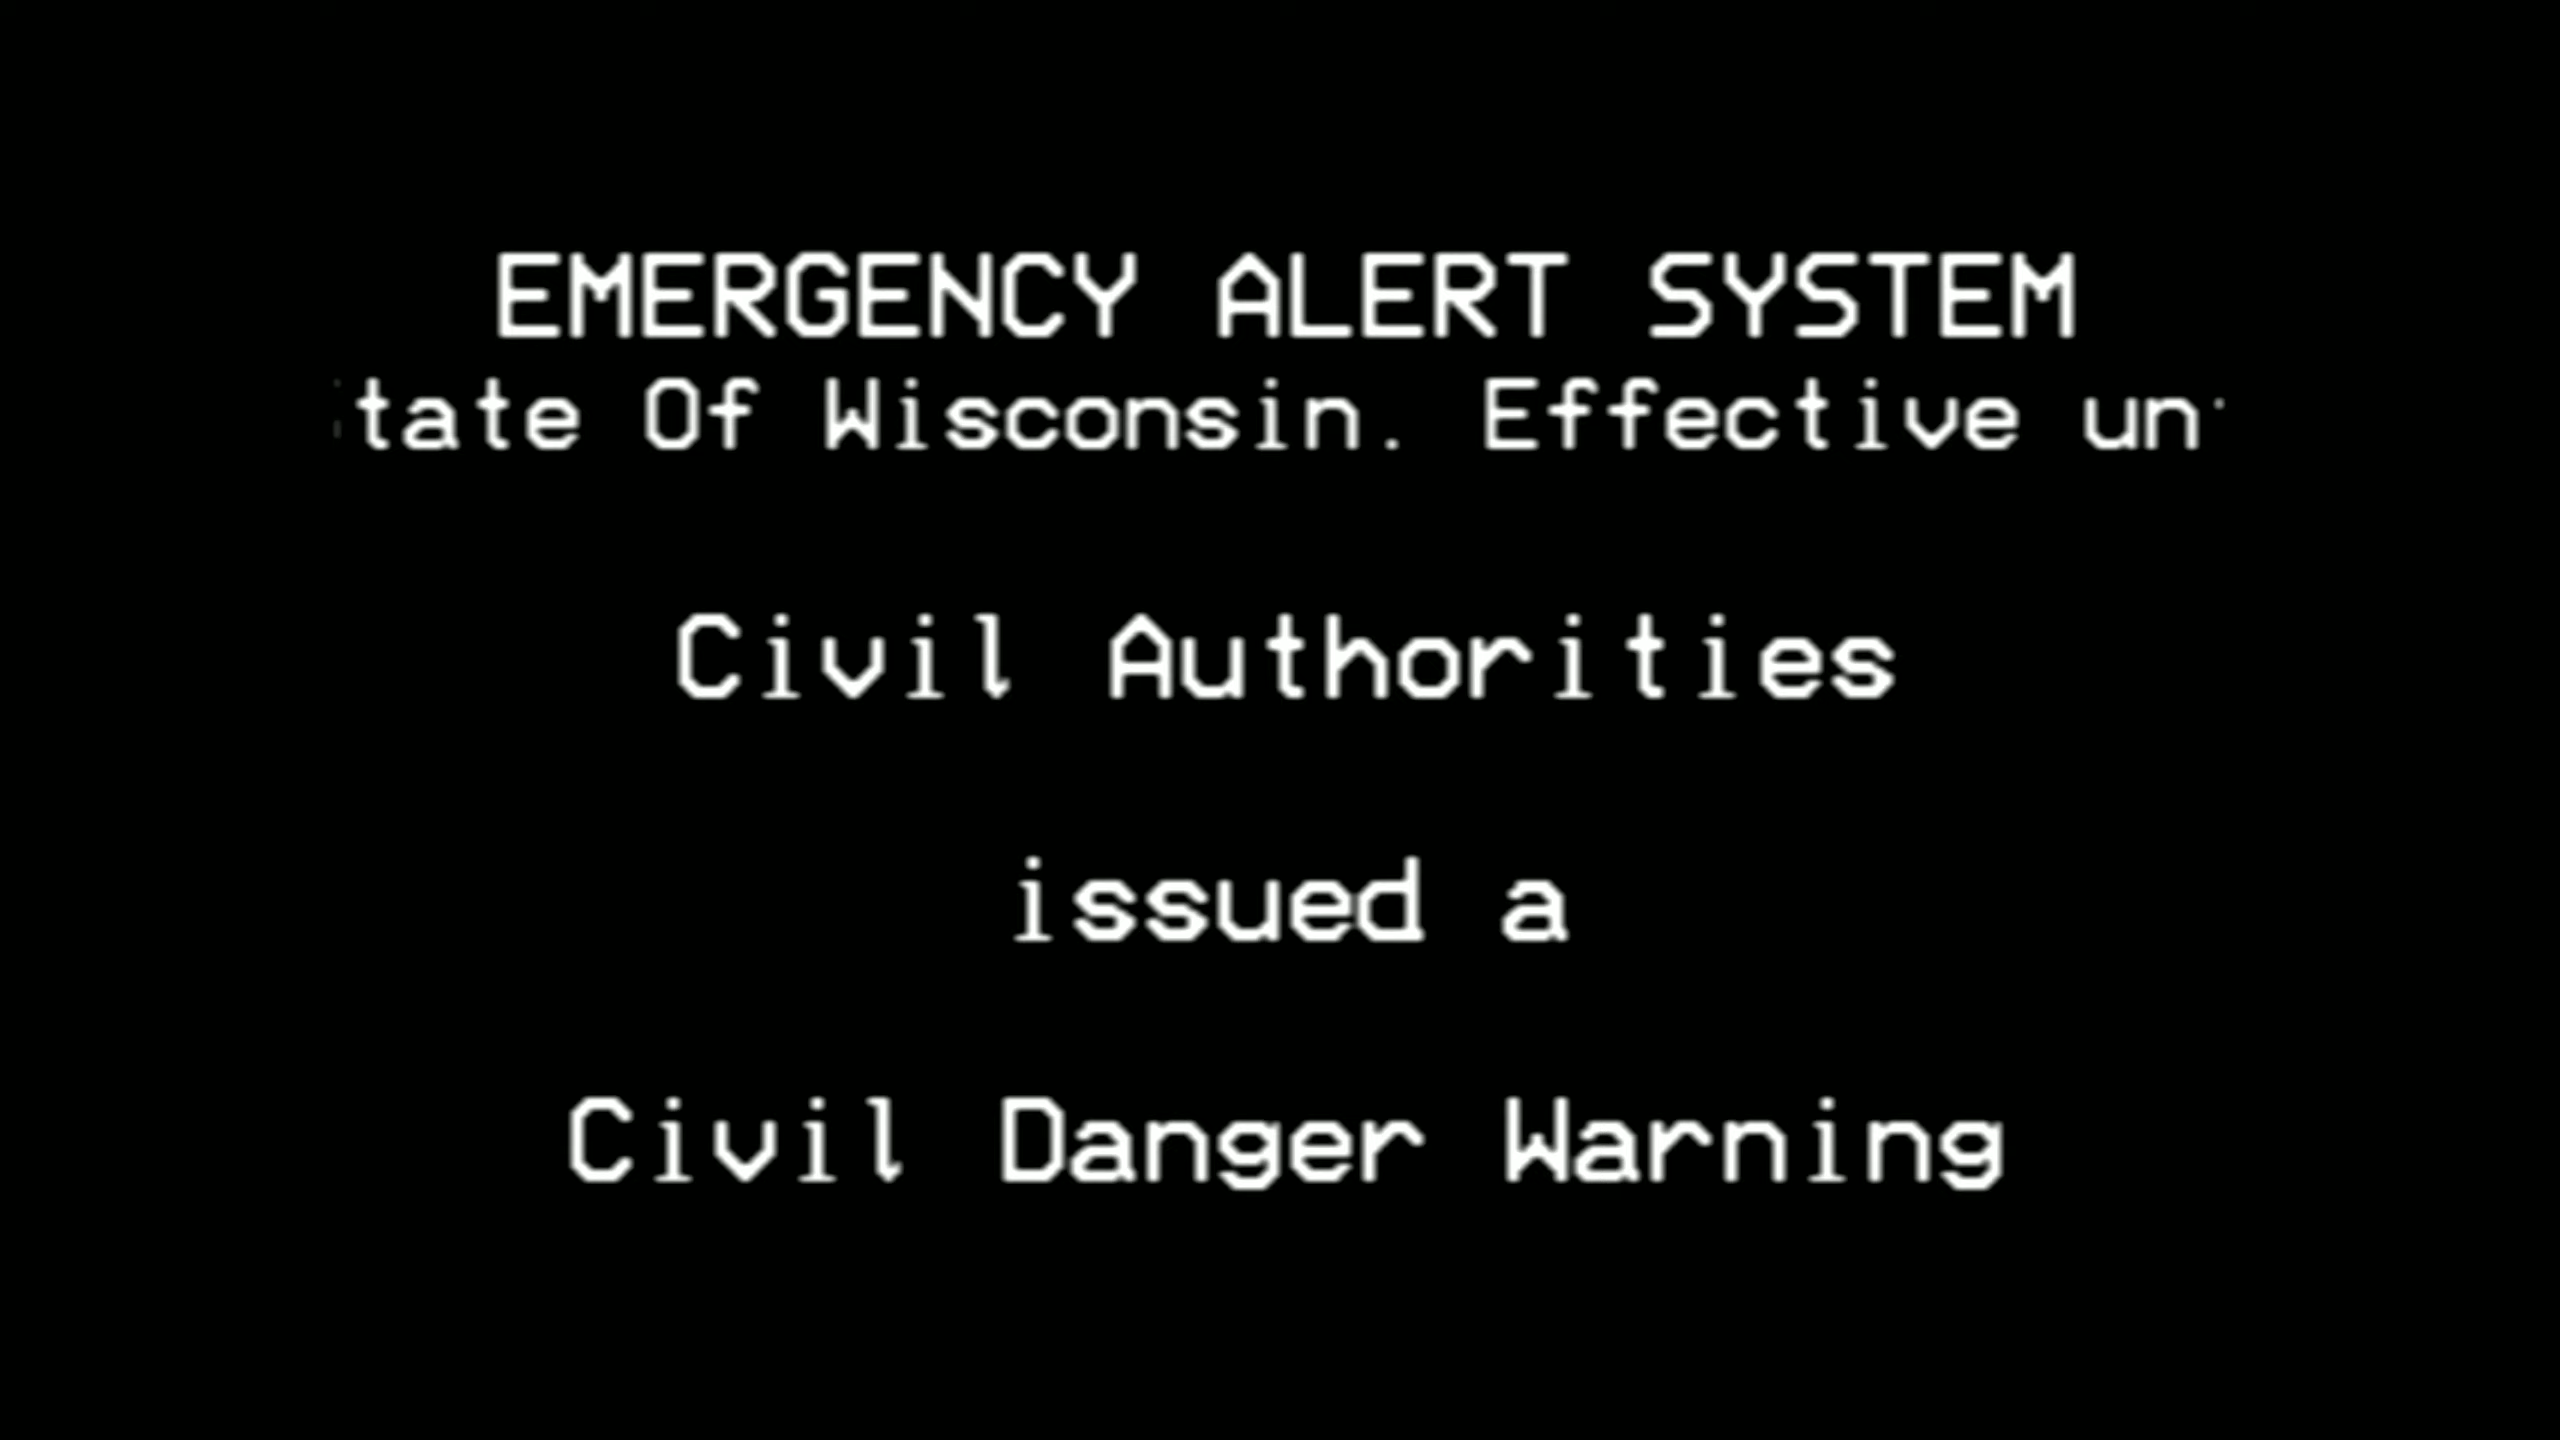 EMERGENCY ALERT SYSTEM
tate Of Wisconsin. Effective un
Civil Authorities
issued a
Civil Danger Warning